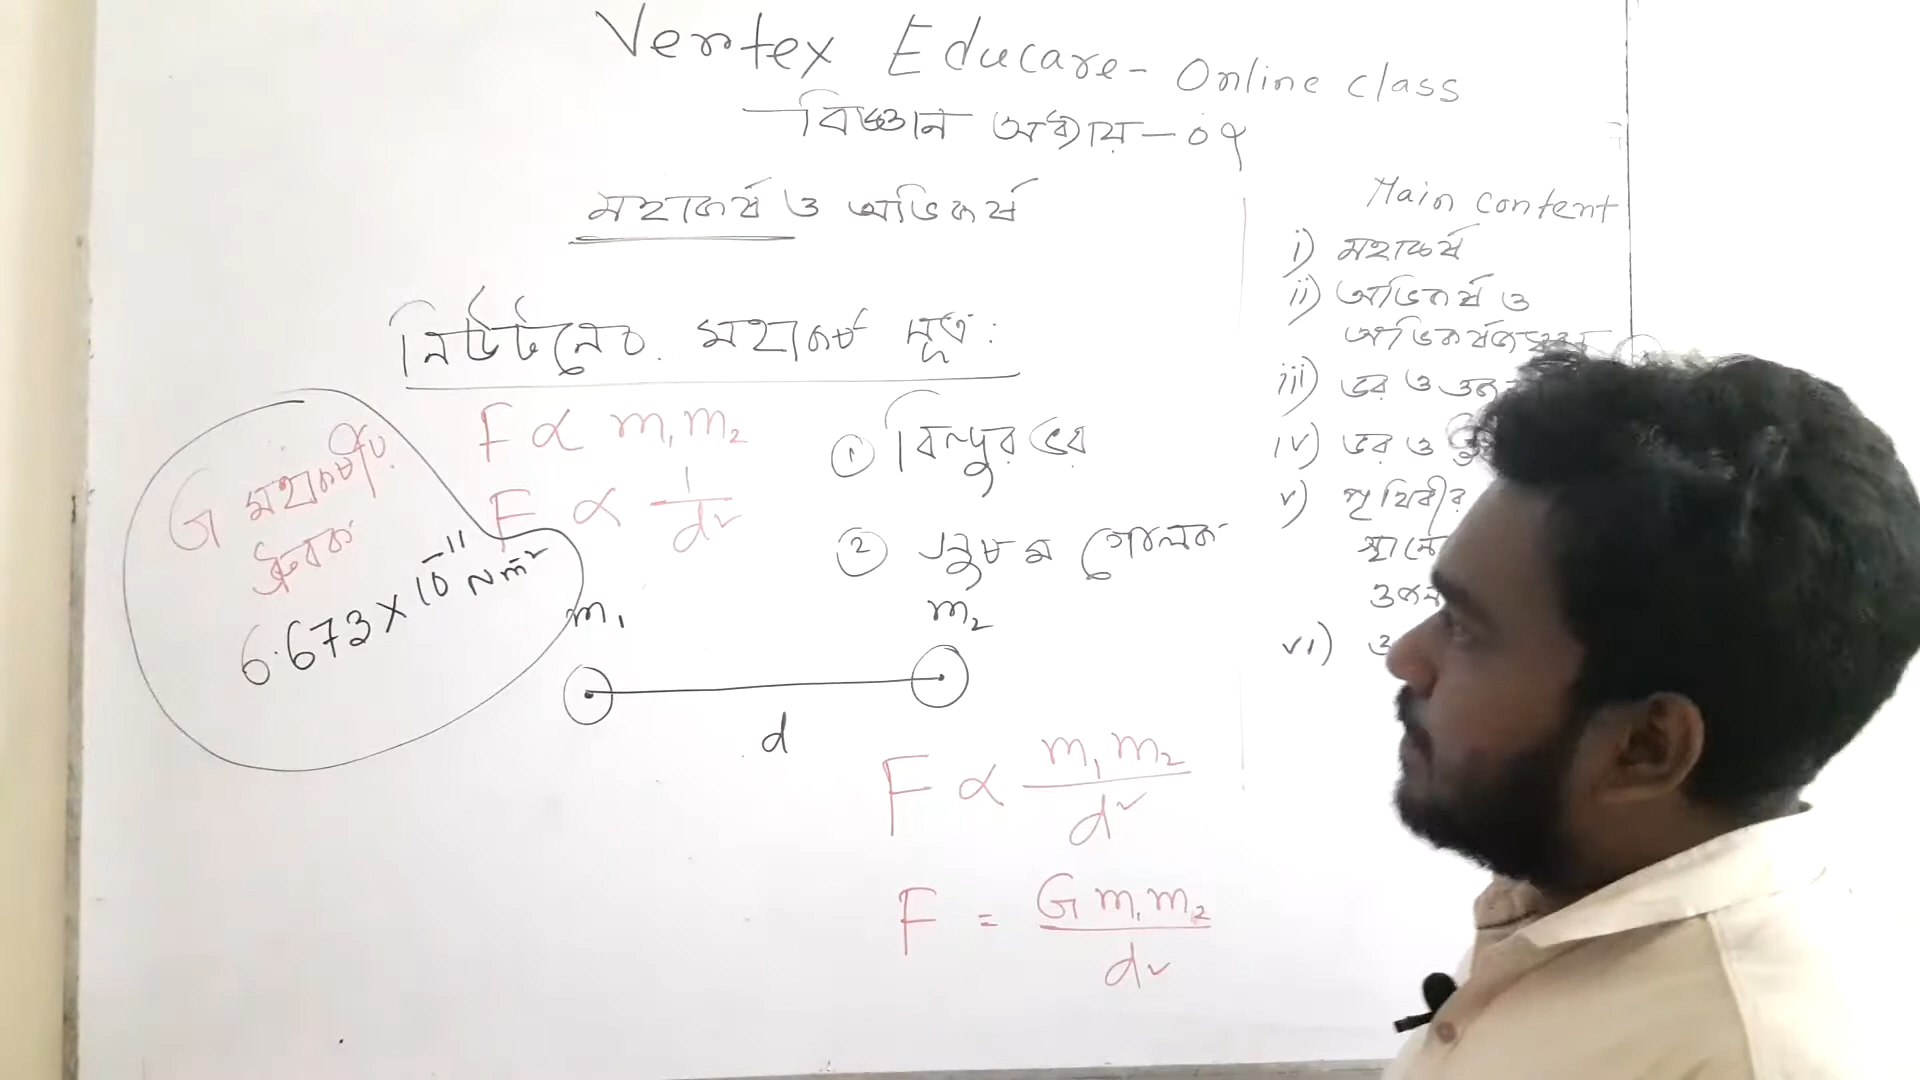 Vertex Educare - Online class
বিজ্ঞান অধ্যায় - ০৭
মহাকর্ষ ও অভিকর্ষ
নিউটনের মহাকর্ষ সূত্র :
F ∝ m₁m₂
F ∝ 1/d²
① বিন্দুর ভর
② সুষম গোলক
G মহাকর্ষীয়
ধ্রুবক
6.673 × 10⁻¹¹ Nm²
m₁
m₂
d
F ∝ m₁m₂/d²
F = Gm₁m₂/d²
Main content
i) মহাকর্ষ
ii) অভিকর্ষ ও
iii) ভর ও
iv) ভর ও
v) পৃথিবীর
vi)